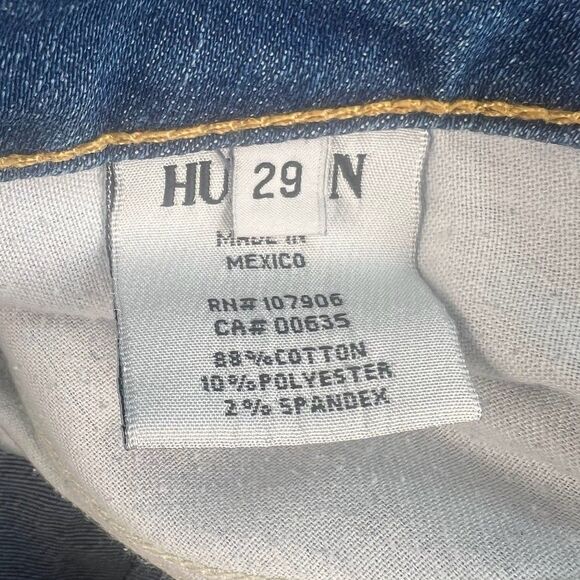 HU 29 N
MADE IN
MEXICO
RN# 107906
CA# 00635
88% COTTON
10% POLYESTER
2% SPANDEX